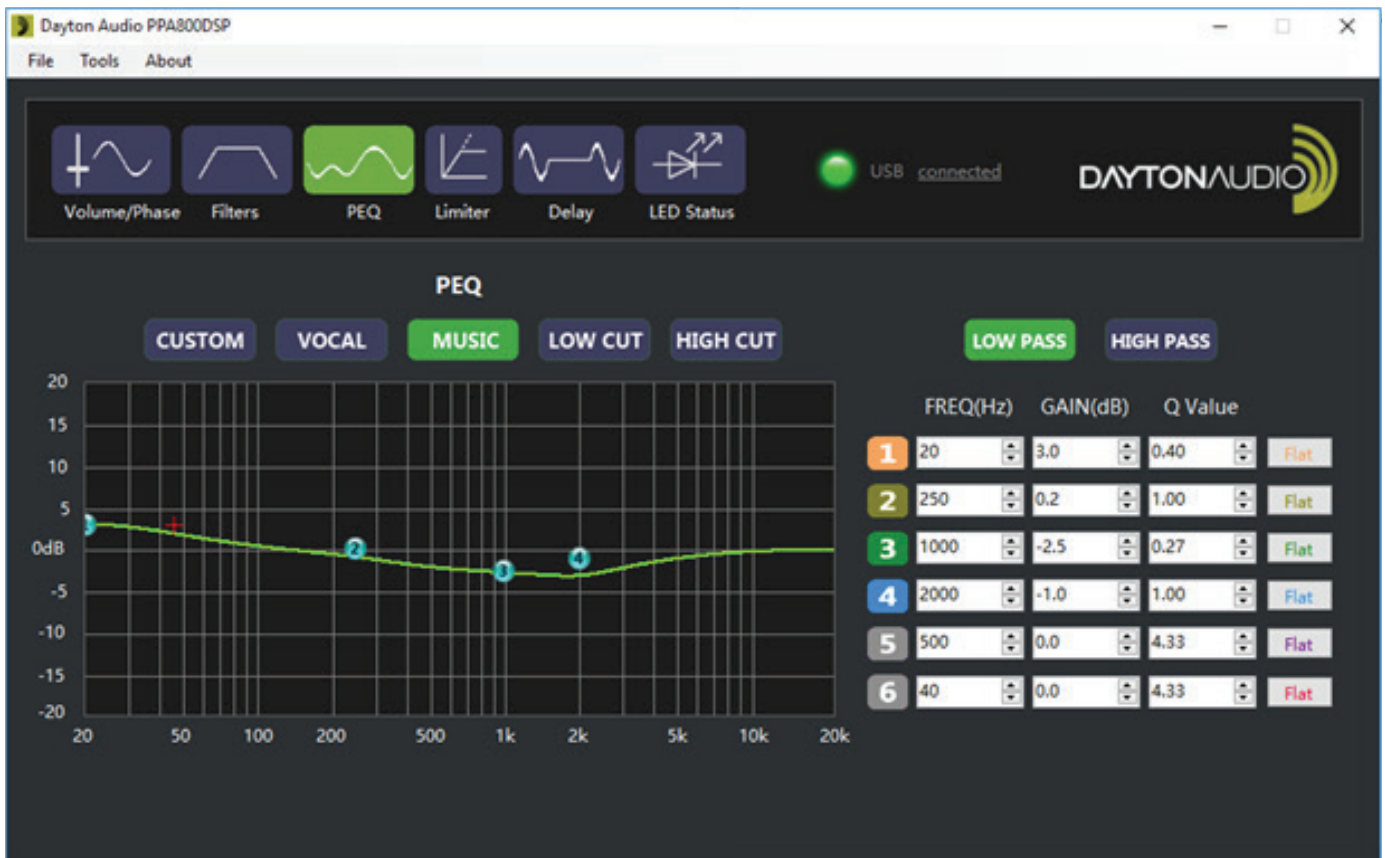 Dayton Audio PPA800DSP
File Tools About
Volume/Phase Filters PEQ Limiter Delay LED Status
USB connected
DAYTONAUDIO
PEQ
CUSTOM VOCAL MUSIC LOW CUT HIGH CUT
LOW PASS HIGH PASS
FREQ(Hz) GAIN(dB) Q Value
1 20 3.0 0.40 Flat
2 250 0.2 1.00 Flat
3 1000 -2.5 0.27 Flat
4 2000 -1.0 1.00 Flat
5 500 0.0 4.33 Flat
6 40 0.0 4.33 Flat
20
15
10
5
0dB
-5
-10
-15
-20
2
3
4
20 50 100 200 500 1k 2k 5k 10k 20k